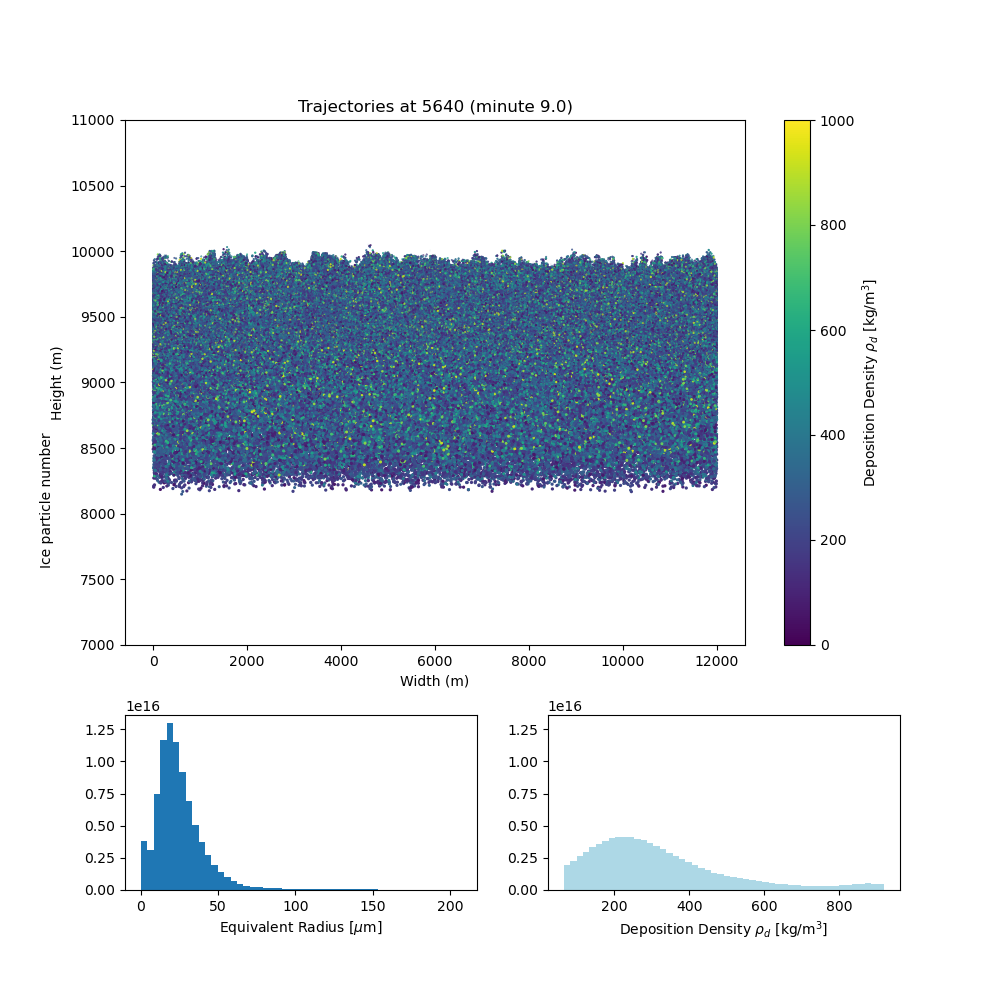 Trajectories at 5640 (minute 9.0)
11000
10500
10000
9500
9000
8500
8000
7500
7000
Height (m)
Ice particle number
0 2000 4000 6000 8000 10000 12000
Width (m)
1000
800
600
400
200
0
Deposition Density ρd [kg/m³]
1e16
1.25
1.00
0.75
0.50
0.25
0.00
0 50 100 150 200
Equivalent Radius [μm]
1e16
1.25
1.00
0.75
0.50
0.25
0.00
200 400 600 800
Deposition Density ρd [kg/m³]